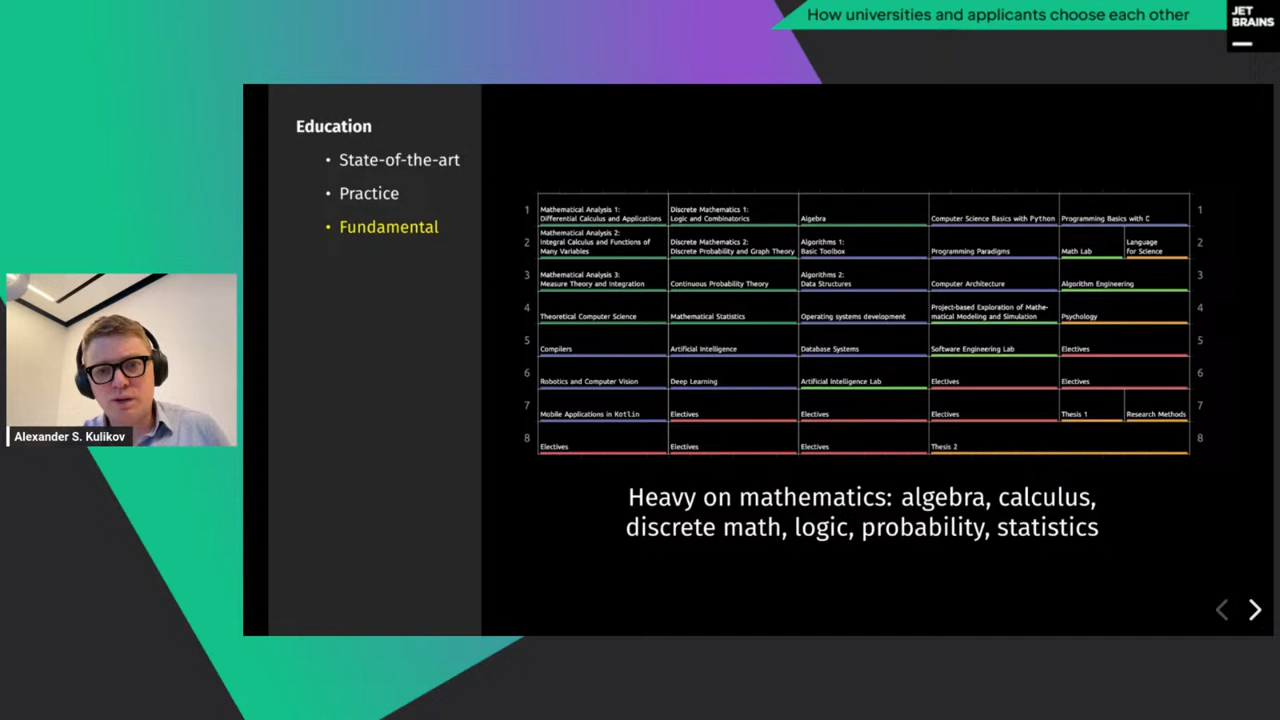 How universities and applicants choose each other
JET
BRAINS
Education
• State-of-the-art
• Practice
• Fundamental
Alexander S. Kulikov
1
Mathematical Analysis 1:
Differential Calculus and Applications
Discrete Mathematics 1:
Logic and Combinatorics
Algebra
Computer Science Basics with Python
Programming Basics with C
1
2
Mathematical Analysis 2:
Integral Calculus and Functions of
Many Variables
Discrete Mathematics 2:
Discrete Probability and Graph Theory
Algorithms 1:
Basic Toolbox
Programming Paradigms
Math Lab
Language
for Science
2
3
Mathematical Analysis 3:
Measure Theory and Integration
Continuous Probability Theory
Algorithms 2:
Data Structures
Computer Architecture
Algorithm Engineering
3
4
Theoretical Computer Science
Mathematical Statistics
Operating systems development
Project-based Exploration of Mathe-
matical Modeling and Simulation
Psychology
4
5
Compilers
Artificial Intelligence
Database Systems
Software Engineering Lab
Electives
5
6
Robotics and Computer Vision
Deep Learning
Artificial Intelligence Lab
Electives
Electives
6
7
Mobile Applications in Kotlin
Electives
Electives
Electives
Thesis 1
Research Methods
7
8
Electives
Electives
Electives
Thesis 2
8
Heavy on mathematics: algebra, calculus,
discrete math, logic, probability, statistics